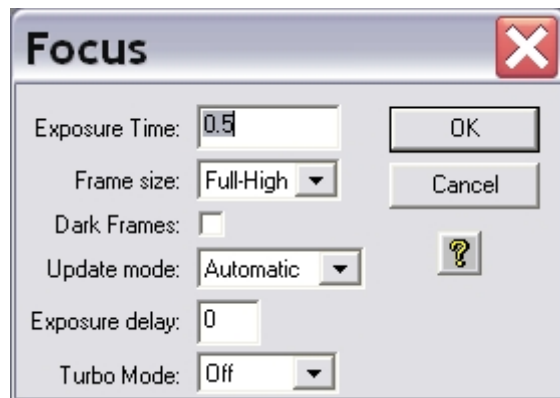 Focus
Exposure Time: 0.5
OK
Frame size: Full-High
Cancel
Dark Frames:
?
Update mode: Automatic
Exposure delay: 0
Turbo Mode: Off